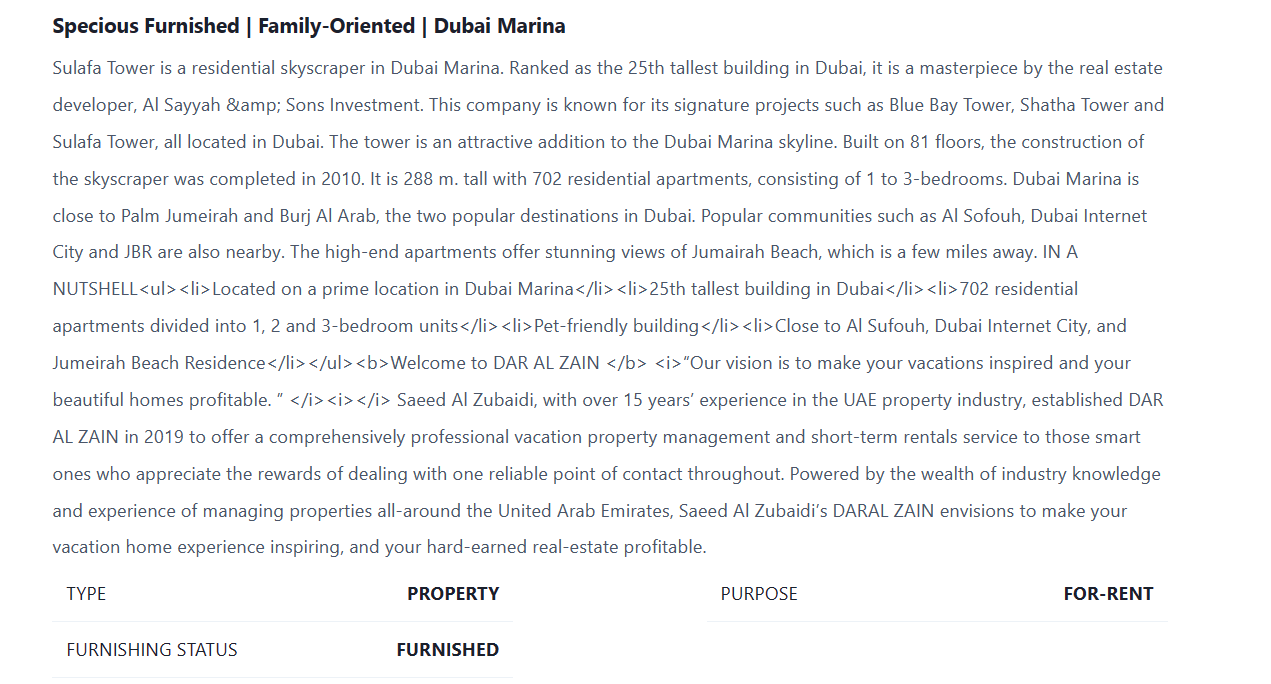 Specious Furnished | Family-Oriented | Dubai Marina
Sulafa Tower is a residential skyscraper in Dubai Marina. Ranked as the 25th tallest building in Dubai, it is a masterpiece by the real estate
developer, Al Sayyah &amp; Sons Investment. This company is known for its signature projects such as Blue Bay Tower, Shatha Tower and
Sulafa Tower, all located in Dubai. The tower is an attractive addition to the Dubai Marina skyline. Built on 81 floors, the construction of
the skyscraper was completed in 2010. It is 288 m. tall with 702 residential apartments, consisting of 1 to 3-bedrooms. Dubai Marina is
close to Palm Jumeirah and Burj Al Arab, the two popular destinations in Dubai. Popular communities such as Al Sofouh, Dubai Internet
City and JBR are also nearby. The high-end apartments offer stunning views of Jumairah Beach, which is a few miles away. IN A
NUTSHELL<ul><li>Located on a prime location in Dubai Marina</li><li>25th tallest building in Dubai</li><li>702 residential
apartments divided into 1, 2 and 3-bedroom units</li><li>Pet-friendly building</li><li>Close to Al Sufouh, Dubai Internet City, and
Jumeirah Beach Residence</li></ul><b>Welcome to DAR AL ZAIN </b> <i>“Our vision is to make your vacations inspired and your
beautiful homes profitable. ” </i><i></i> Saeed Al Zubaidi, with over 15 years’ experience in the UAE property industry, established DAR
AL ZAIN in 2019 to offer a comprehensively professional vacation property management and short-term rentals service to those smart
ones who appreciate the rewards of dealing with one reliable point of contact throughout. Powered by the wealth of industry knowledge
and experience of managing properties all-around the United Arab Emirates, Saeed Al Zubaidi’s DARAL ZAIN envisions to make your
vacation home experience inspiring, and your hard-earned real-estate profitable.
TYPE PROPERTY PURPOSE FOR-RENT
FURNISHING STATUS FURNISHED